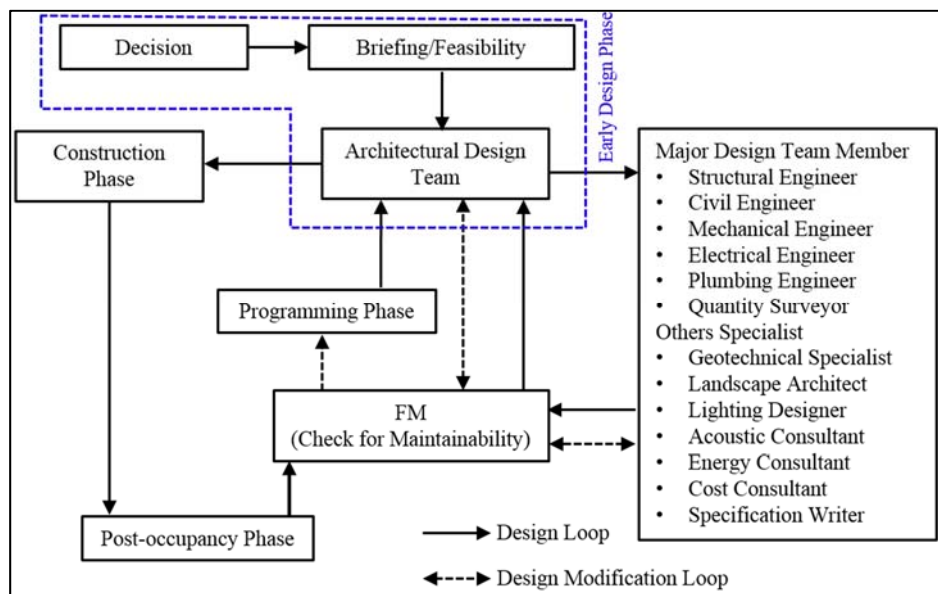 Decision
Briefing/Feasibility
Early Design Phase
Construction
Phase
Architectural Design
Team
Major Design Team Member
• Structural Engineer
• Civil Engineer
• Mechanical Engineer
• Electrical Engineer
• Plumbing Engineer
• Quantity Surveyor
Others Specialist
• Geotechnical Specialist
• Landscape Architect
• Lighting Designer
• Acoustic Consultant
• Energy Consultant
• Cost Consultant
• Specification Writer
Programming Phase
FM
(Check for Maintainability)
Post-occupancy Phase
Design Loop
Design Modification Loop